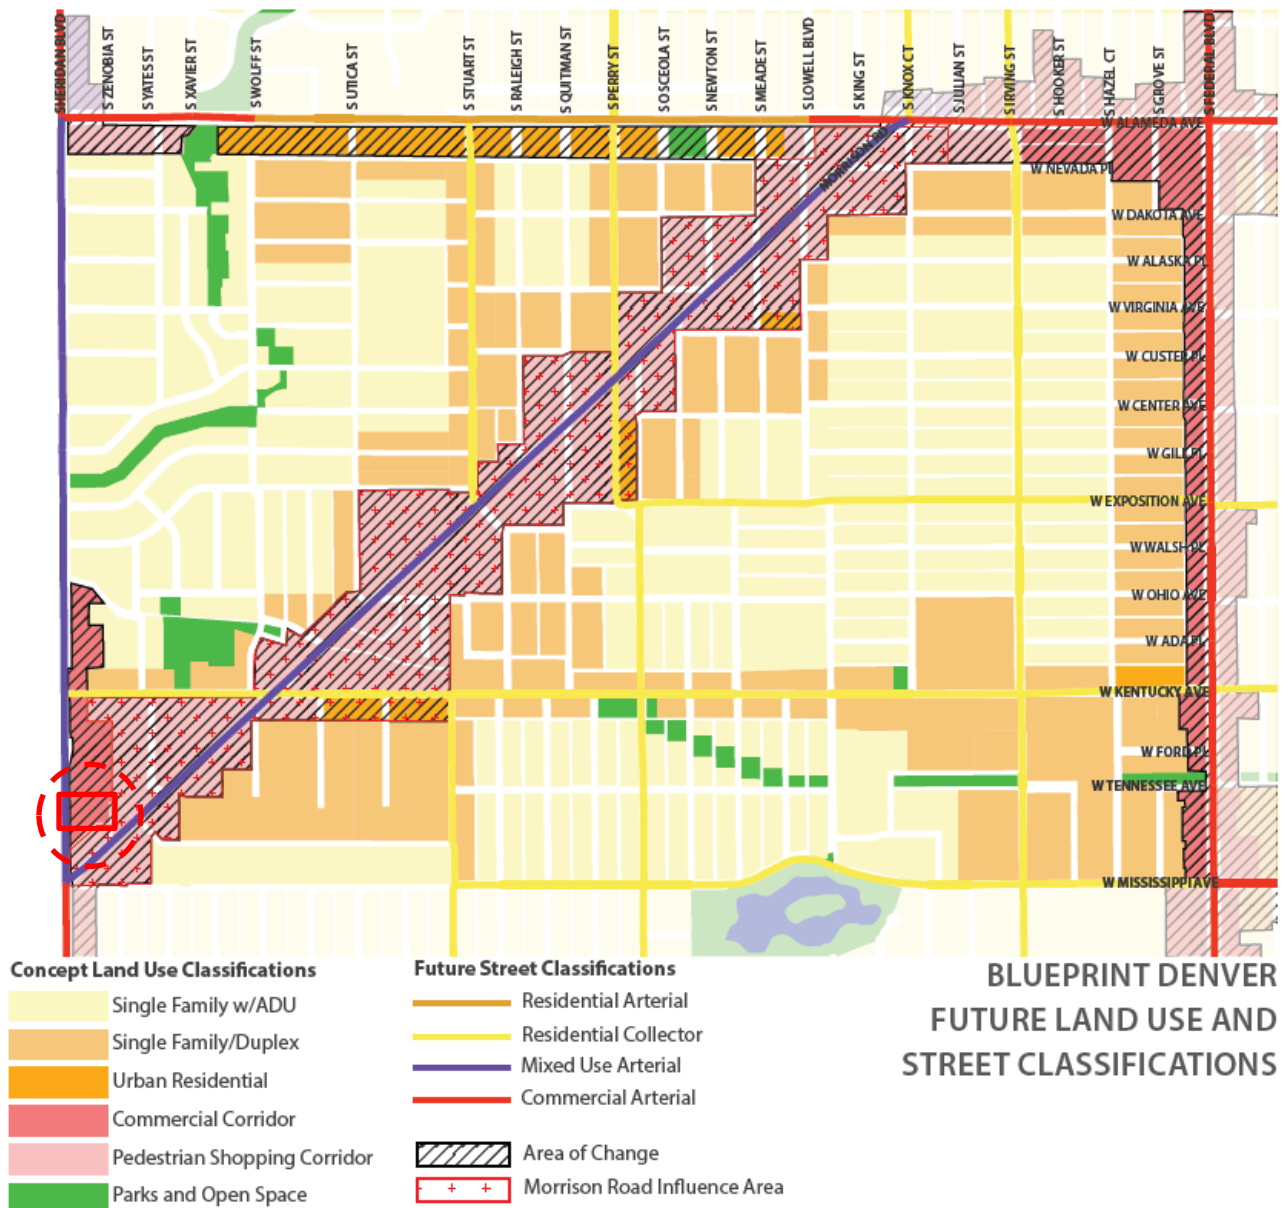 SHERIDAN BLVD
S ZENOBIA ST
S YATES ST
S XAVIER ST
S WOLFF ST
S UTICA ST
S STUART ST
S RALEIGH ST
S QUITMAN ST
S PERRY ST
S OSCEOLA ST
S NEWTON ST
S MEADE ST
S LOWELL BLVD
S KING ST
S KNOX CT
S JULIAN ST
S IRVING ST
S HOOKER ST
S HAZEL CT
S GROVE ST
S FEDERAL BLVD
W ALAMEDA AVE
MORRISON RD
W NEVADA PL
W DAKOTA AVE
W ALASKA PL
W VIRGINIA AVE
W CUSTER PL
W CENTER AVE
W GILL PL
W EXPOSITION AVE
W WALSH PL
W OHIO AVE
W ADA PL
W KENTUCKY AVE
W FORD PL
W TENNESSEE AVE
W MISSISSIPPI AVE
Concept Land Use Classifications
Single Family w/ADU
Single Family/Duplex
Urban Residential
Commercial Corridor
Pedestrian Shopping Corridor
Parks and Open Space
Future Street Classifications
Residential Arterial
Residential Collector
Mixed Use Arterial
Commercial Arterial
Area of Change
Morrison Road Influence Area
BLUEPRINT DENVER
FUTURE LAND USE AND
STREET CLASSIFICATIONS